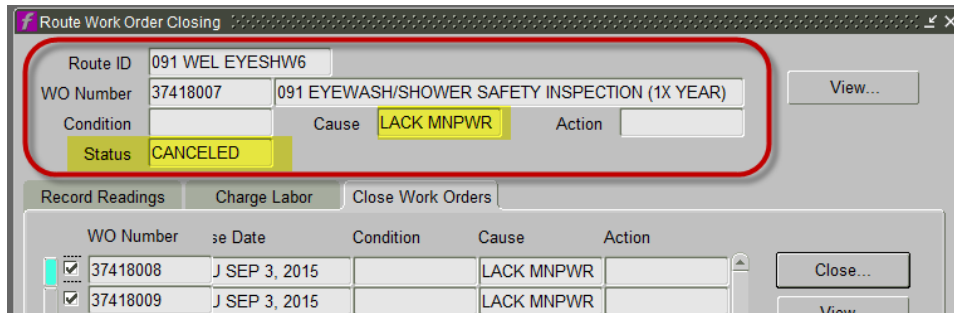 Route Work Order Closing
Route ID 091 WEL EYESHW6
WO Number 37418007 091 EYEWASH/SHOWER SAFETY INSPECTION (1X YEAR) View...
Condition Cause LACK MNPWR Action
Status CANCELED
Record Readings Charge Labor Close Work Orders
WO Number se Date Condition Cause Action
37418008 J SEP 3, 2015 LACK MNPWR Close...
37418009 J SEP 3, 2015 LACK MNPWR View...